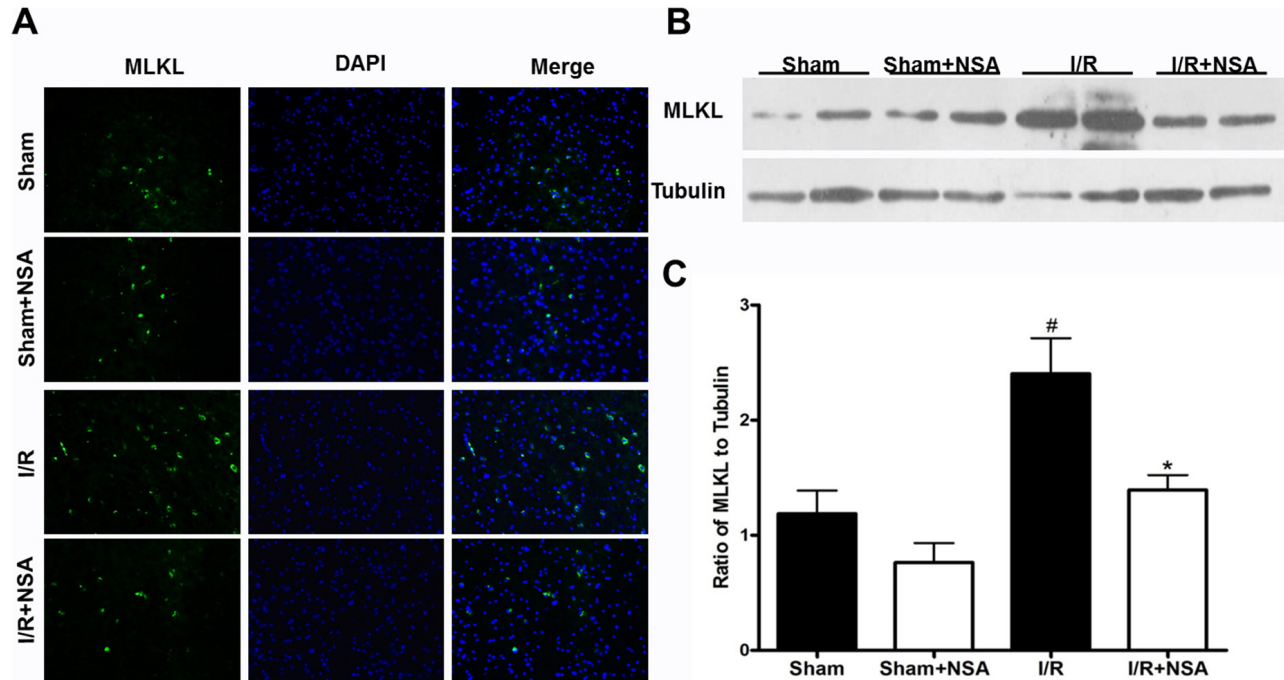 A
MLKL DAPI Merge
Sham
Sham+NSA
I/R
I/R+NSA
B
Sham Sham+NSA I/R I/R+NSA
MLKL
Tubulin
C
Ratio of MLKL to Tubulin
3
2
1
0
#
*
Sham Sham+NSA I/R I/R+NSA